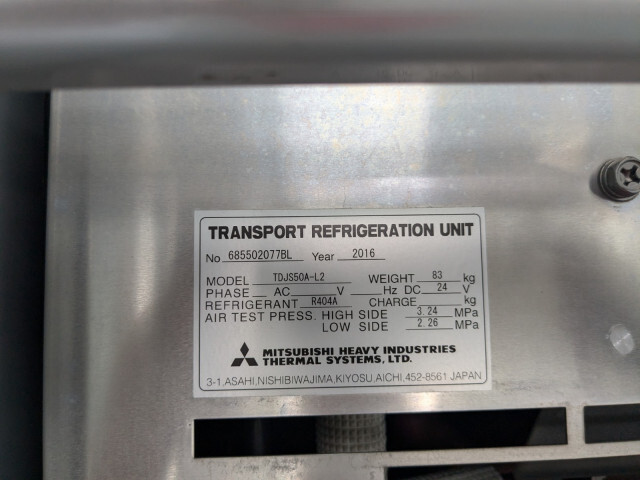 TRANSPORT REFRIGERATION UNIT
No 685502077BL Year 2016
MODEL TDJS50A-L2 WEIGHT 83 kg
PHASE AC V Hz DC 24 V
REFRIGERANT R404A CHARGE kg
AIR TEST PRESS. HIGH SIDE 3.24 MPa
LOW SIDE 2.26 MPa
MITSUBISHI HEAVY INDUSTRIES
THERMAL SYSTEMS, LTD.
3-1, ASAHI, NISHIBIWAJIMA, KIYOSU, AICHI, 452-8561 JAPAN